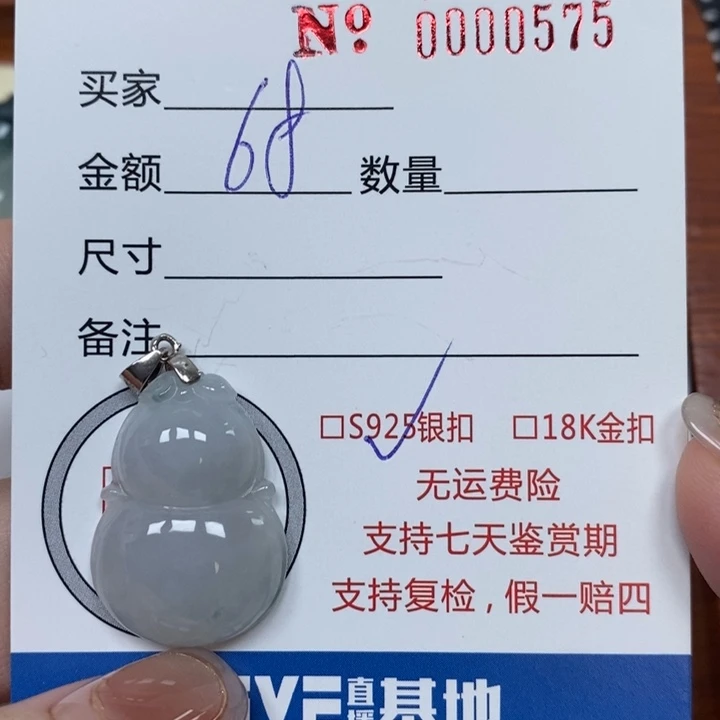 No 0000575
买家
金额 68 数量
尺寸
备注
□S925银扣 □18K金扣
无运费险
支持七天鉴赏期
支持复检，假一赔四
直播基地